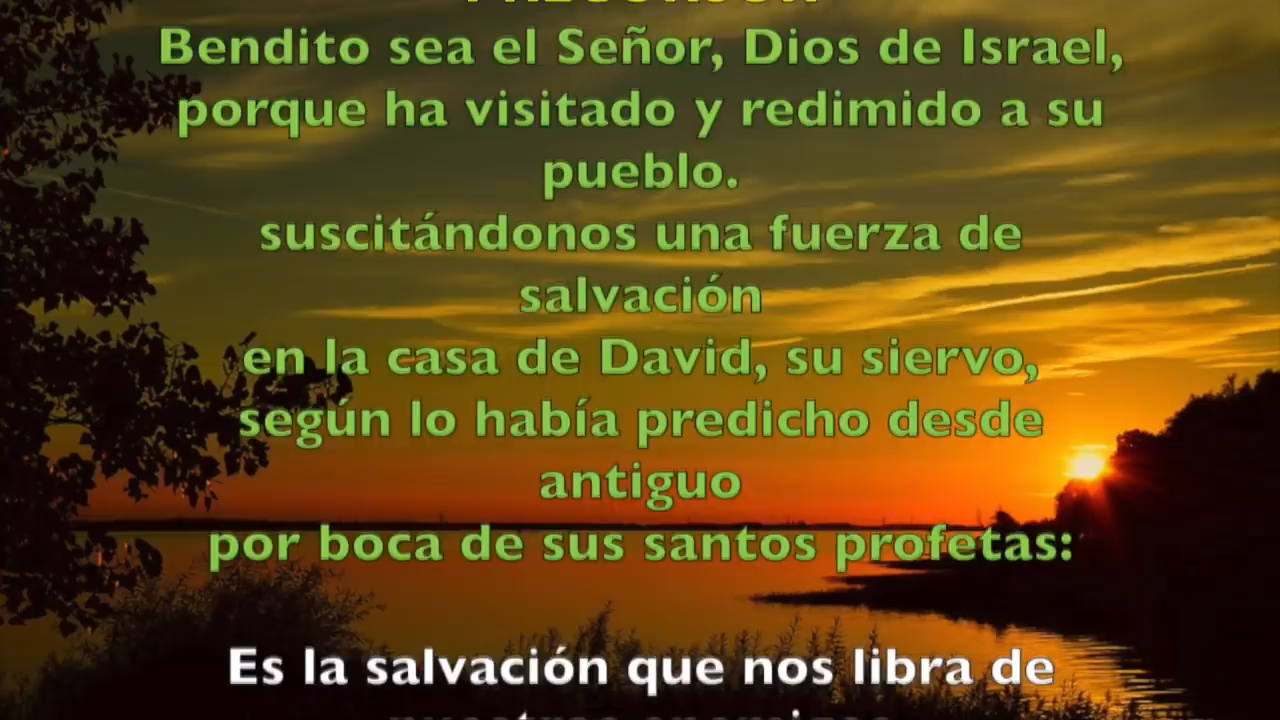 Bendito sea el Señor, Dios de Israel,
porque ha visitado y redimido a su
pueblo.
suscitándonos una fuerza de
salvación
en la casa de David, su siervo,
según lo había predicho desde
antiguo
por boca de sus santos profetas:
Es la salvación que nos libra de